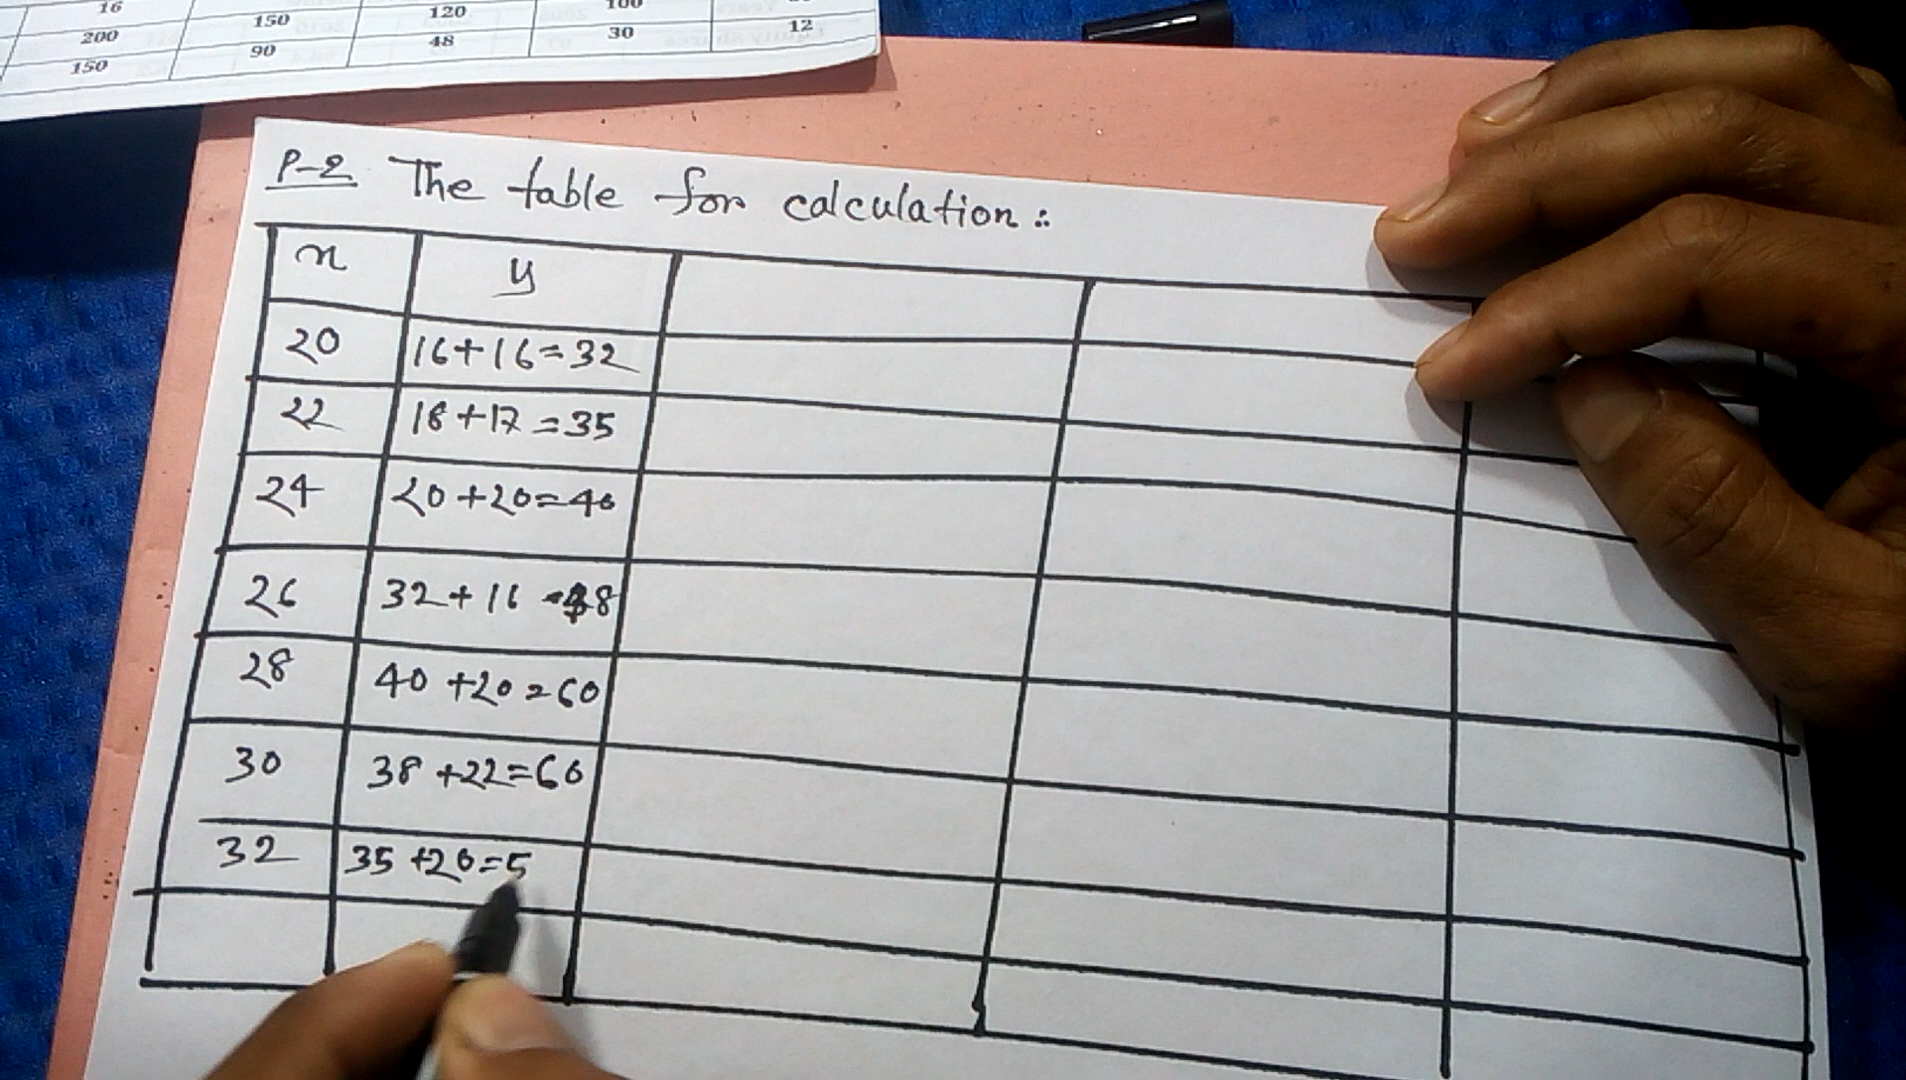 16
200 150 120 100
150 90 48 30 12
P-2 The table for calculation :
x y
20 16+16=32
22 18+17=35
24 20+20=40
26 32+16=48
28 40+20=60
30 38+22=60
32 35+20=5